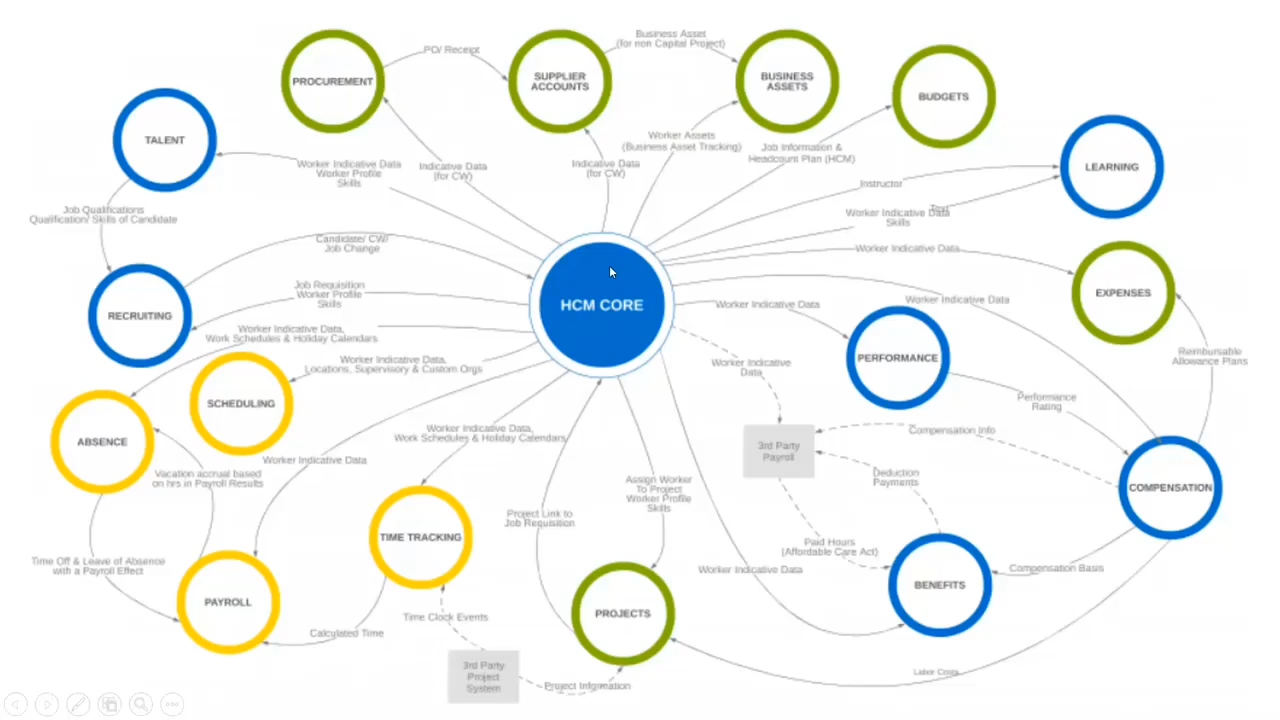 Business Asset
(for non Capital Project)
PO/ Receipt
PROCUREMENT
SUPPLIER
ACCOUNTS
BUSINESS
ASSETS
BUDGETS
TALENT
Worker Indicative Data
Worker Profile
Skills
Indicative Data
(for CW)
Indicative Data
(for CW)
Worker Assets
(Business Asset Tracking)
Job Information &
Headcount Plan (HCM)
LEARNING
Instructor
Worker Indicative Data
Skills
Text
Job Qualifications
Qualification/ Skills of Candidate
Candidate/ CW/
Job Change
Worker Indicative Data
EXPENSES
HCM CORE
Job Requisition
Worker Profile
Skills
RECRUITING
Worker Indicative Data
Worker Indicative Data
Worker Indicative Data,
Work Schedules & Holiday Calendars
Worker Indicative Data,
Locations, Supervisory & Custom Orgs
PERFORMANCE
Reimbursable
Allowance Plans
Worker Indicative
Data
SCHEDULING
Performance
Rating
ABSENCE
Worker Indicative Data,
Work Schedules & Holiday Calendars
3rd Party
Payroll
Compensation Info
Worker Indicative Data
Vacation accrual based
on hrs in Payroll Results
Assign Worker
To Project
Worker Profile
Skills
Deduction
Payments
COMPENSATION
Project Link to
Job Requisition
TIME TRACKING
Paid Hours
(Affordable Care Act)
Time Off & Leave of Absence
with a Payroll Effect
Worker Indicative Data
Compensation Basis
BENEFITS
PAYROLL
PROJECTS
Time Clock Events
Calculated Time
3rd Party
Project
System
Project Information
Labor Costs